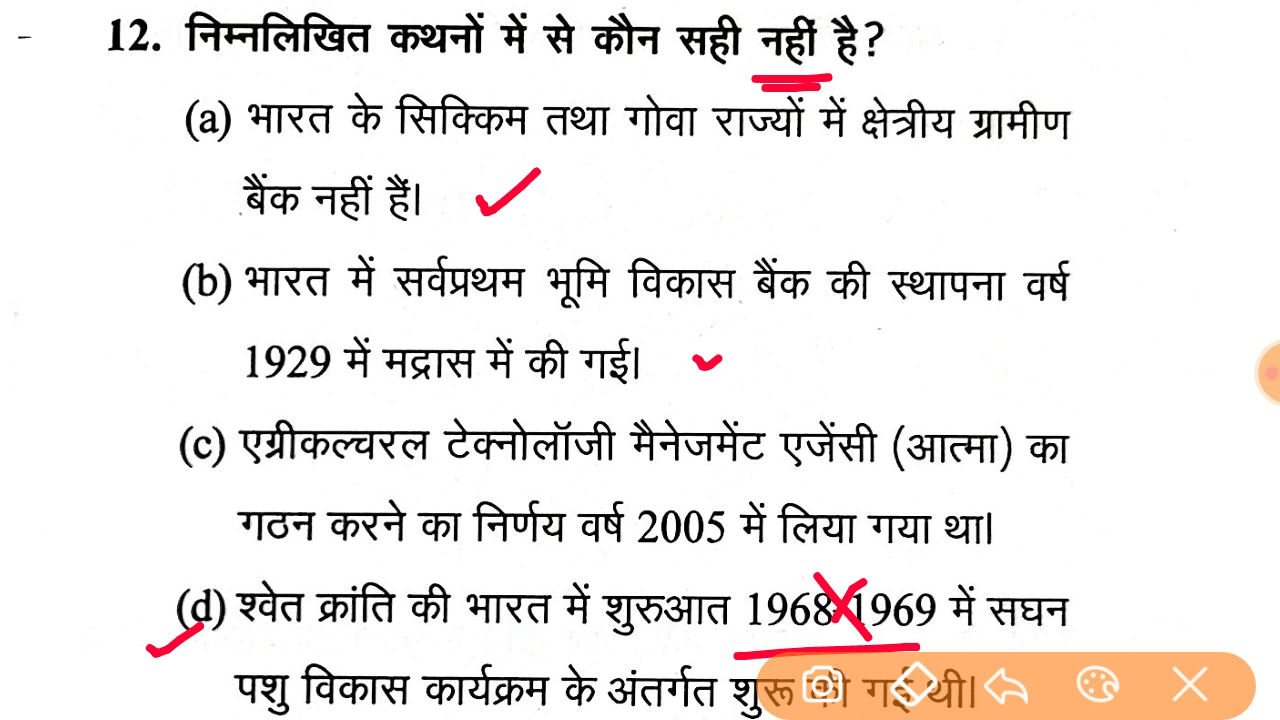 12. निम्नलिखित कथनों में से कौन सही नहीं है?
(a) भारत के सिक्किम तथा गोवा राज्यों में क्षेत्रीय ग्रामीण
बैंक नहीं हैं।
(b) भारत में सर्वप्रथम भूमि विकास बैंक की स्थापना वर्ष
1929 में मद्रास में की गई।
(c) एग्रीकल्चरल टेक्नोलॉजी मैनेजमेंट एजेंसी (आत्मा) का
गठन करने का निर्णय वर्ष 2005 में लिया गया था।
(d) श्वेत क्रांति की भारत में शुरुआत 1968-1969 में सघन
पशु विकास कार्यक्रम के अंतर्गत शुरू की गई थी।